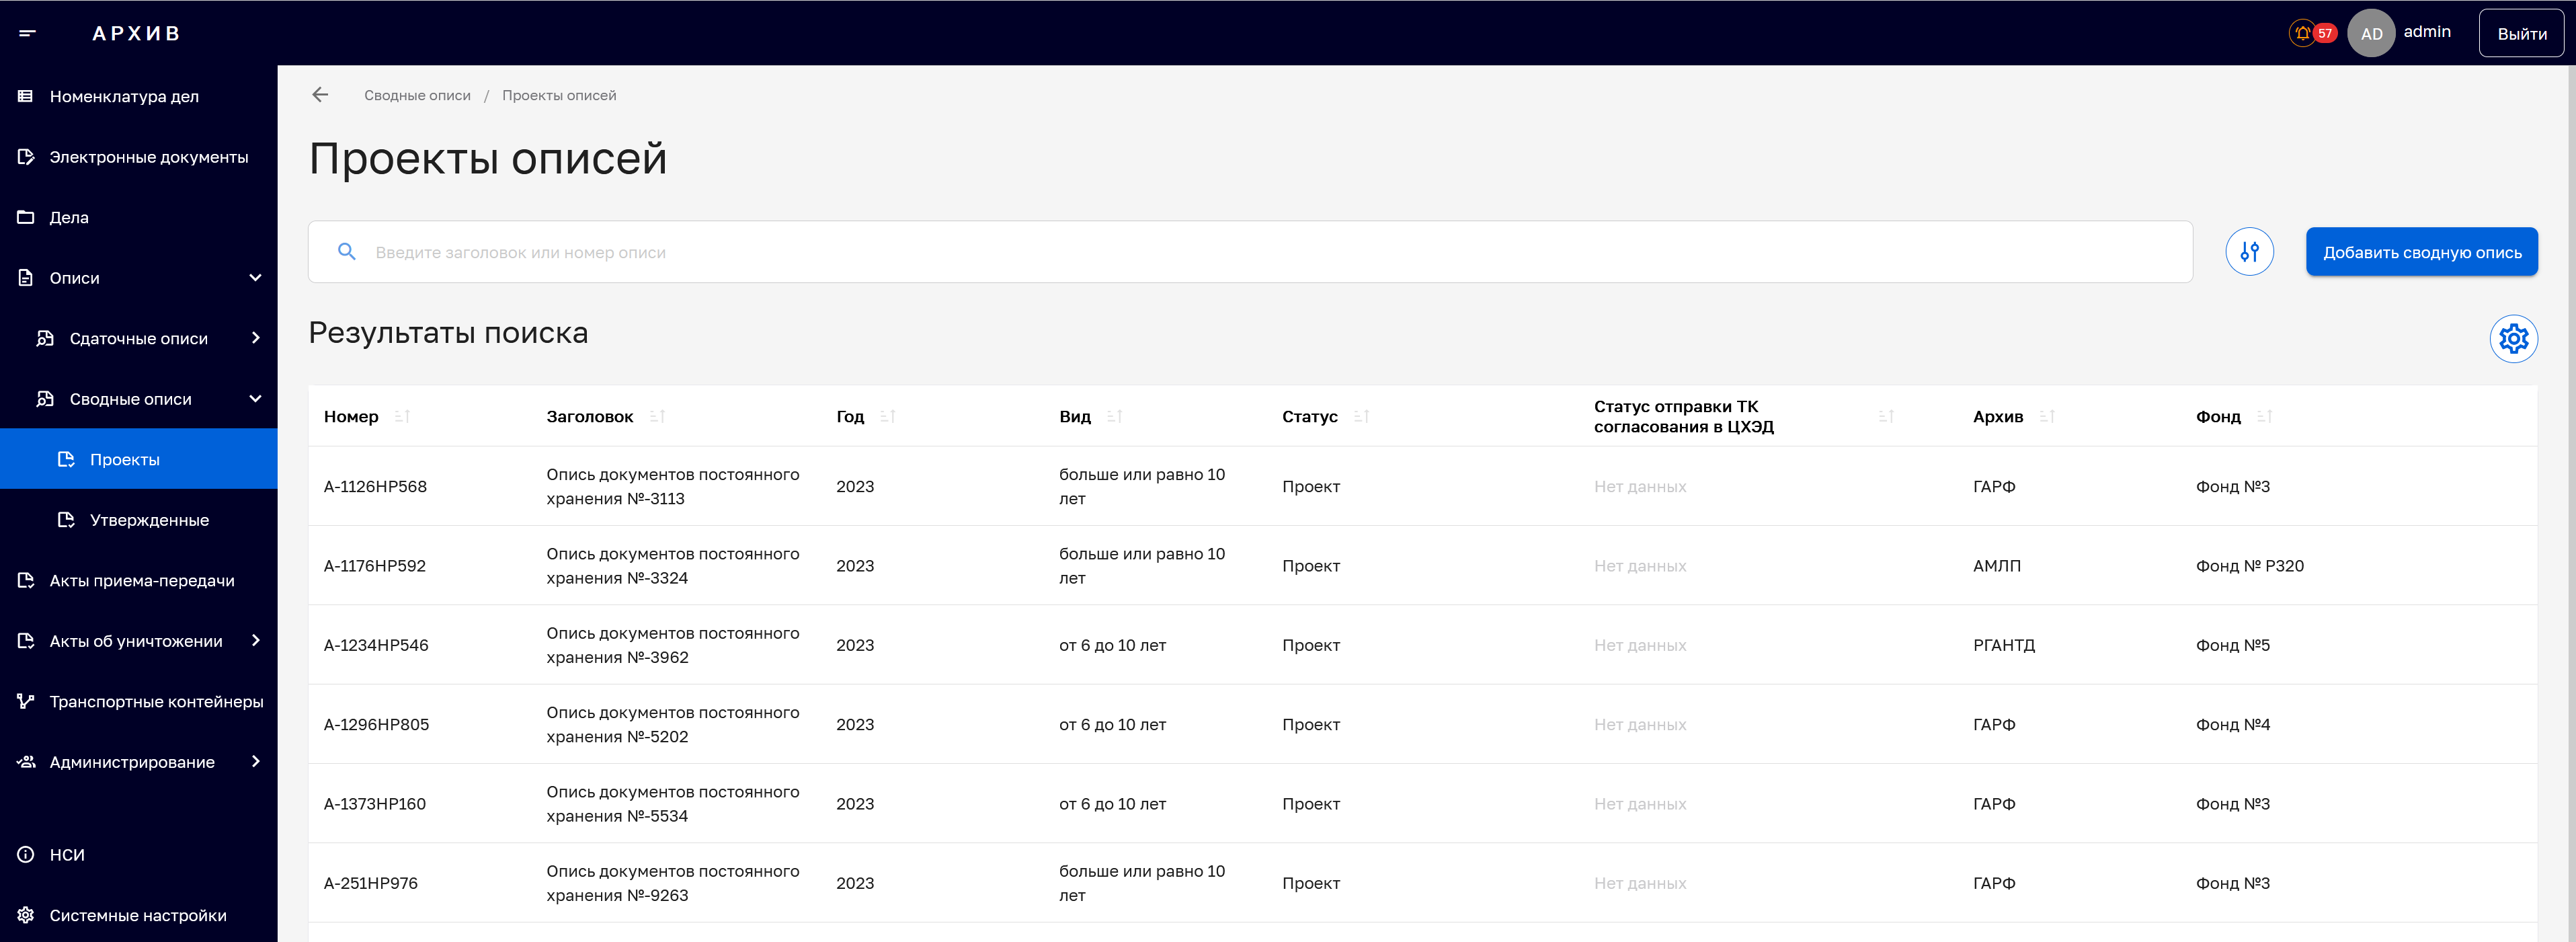 АРХИВ
57
AD
admin
Выйти
Номенклатура дел
Электронные документы
Дела
Описи
Сдаточные описи
Сводные описи
Проекты
Утвержденные
Акты приема-передачи
Акты об уничтожении
Транспортные контейнеры
Администрирование
НСИ
Системные настройки
Сводные описи / Проекты описей
Проекты описей
Введите заголовок или номер описи
Добавить сводную опись
Результаты поиска
Номер Заголовок Год Вид Статус Статус отправки ТК согласования в ЦХЭД Архив Фонд
А-1126НР568 Опись документов постоянного хранения №-3113 2023 больше или равно 10 лет Проект Нет данных ГАРФ Фонд №3
А-1176НР592 Опись документов постоянного хранения №-3324 2023 больше или равно 10 лет Проект Нет данных АМЛП Фонд № Р320
А-1234НР546 Опись документов постоянного хранения №-3962 2023 от 6 до 10 лет Проект Нет данных РГАНТД Фонд №5
А-1296НР805 Опись документов постоянного хранения №-5202 2023 от 6 до 10 лет Проект Нет данных ГАРФ Фонд №4
А-1373НР160 Опись документов постоянного хранения №-5534 2023 от 6 до 10 лет Проект Нет данных ГАРФ Фонд №3
А-251НР976 Опись документов постоянного хранения №-9263 2023 больше или равно 10 лет Проект Нет данных ГАРФ Фонд №3